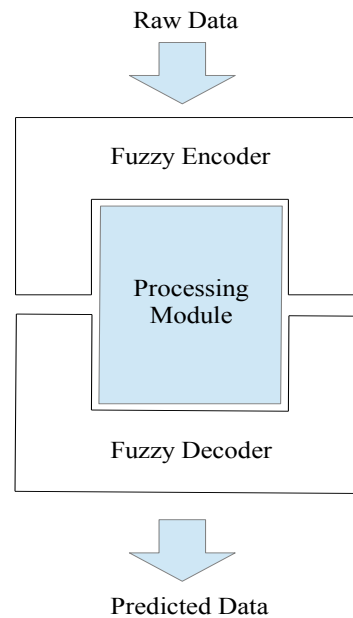 Raw Data
Fuzzy Encoder
Processing
Module
Fuzzy Decoder
Predicted Data